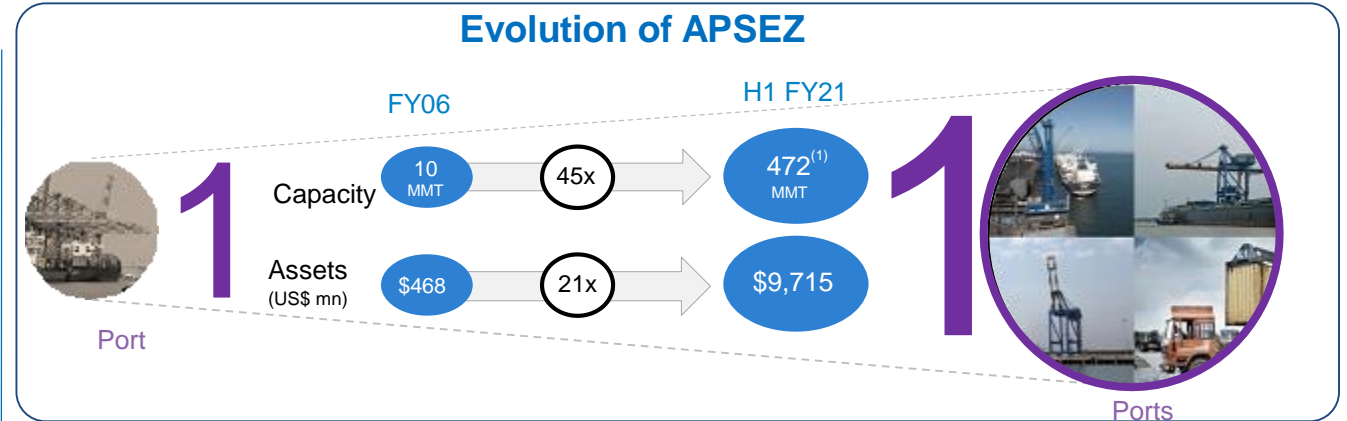 Evolution of APSEZ
FY06
H1 FY21
1
Port
Capacity
10
MMT
45x
472(1)
MMT
Assets
(US$ mn)
$468
21x
$9,715
1
Ports